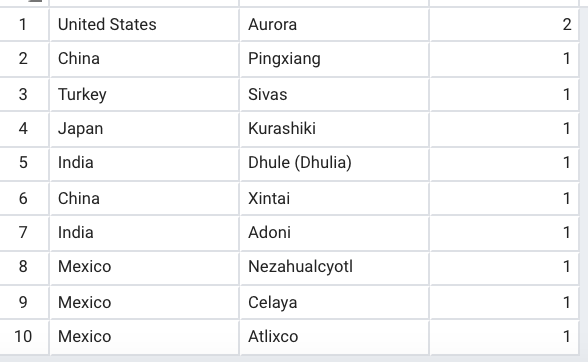 1 United States Aurora 2
2 China Pingxiang 1
3 Turkey Sivas 1
4 Japan Kurashiki 1
5 India Dhule (Dhulia) 1
6 China Xintai 1
7 India Adoni 1
8 Mexico Nezahualcyotl 1
9 Mexico Celaya 1
10 Mexico Atlixco 1